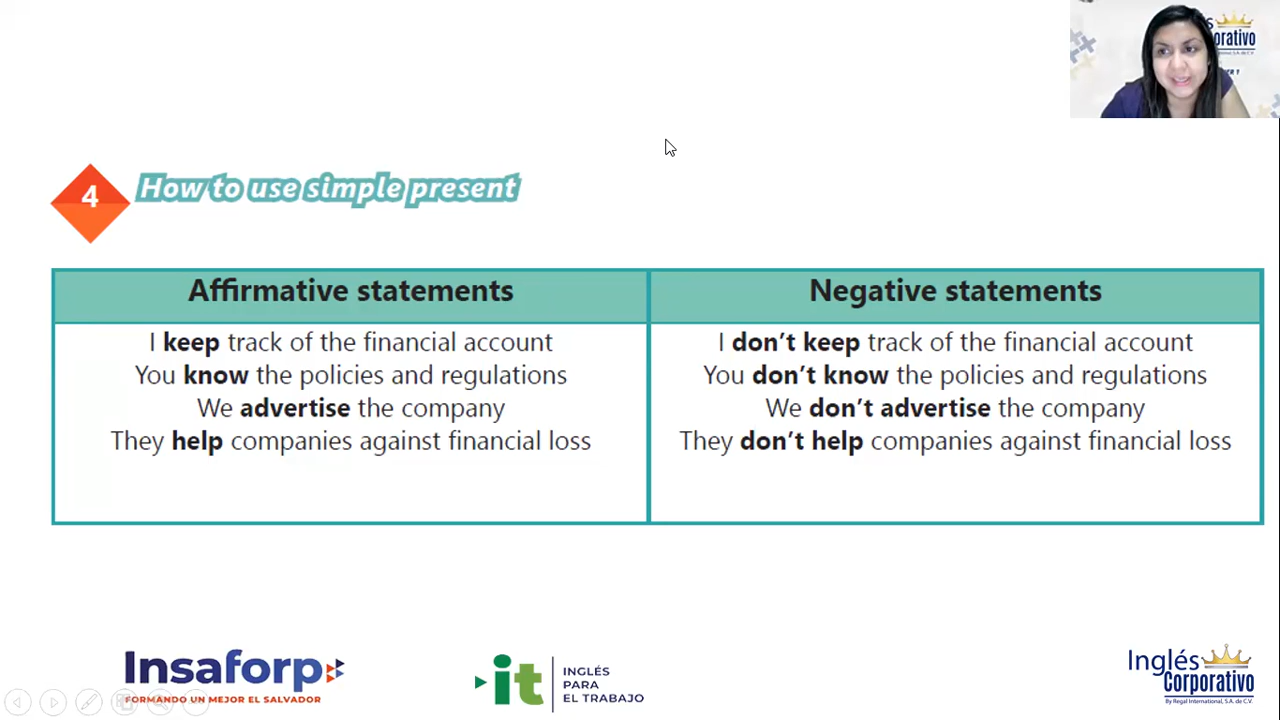 orativo
4
How to use simple present
Affirmative statements
I keep track of the financial account
You know the policies and regulations
We advertise the company
They help companies against financial loss
Negative statements
I don't keep track of the financial account
You don't know the policies and regulations
We don't advertise the company
They don't help companies against financial loss
Insaforp
FORMANDO UN MEJOR EL SALVADOR
it
INGLÉS
PARA
EL TRABAJO
Inglés
Corporativo
By Regal International, S.A. de C.V.